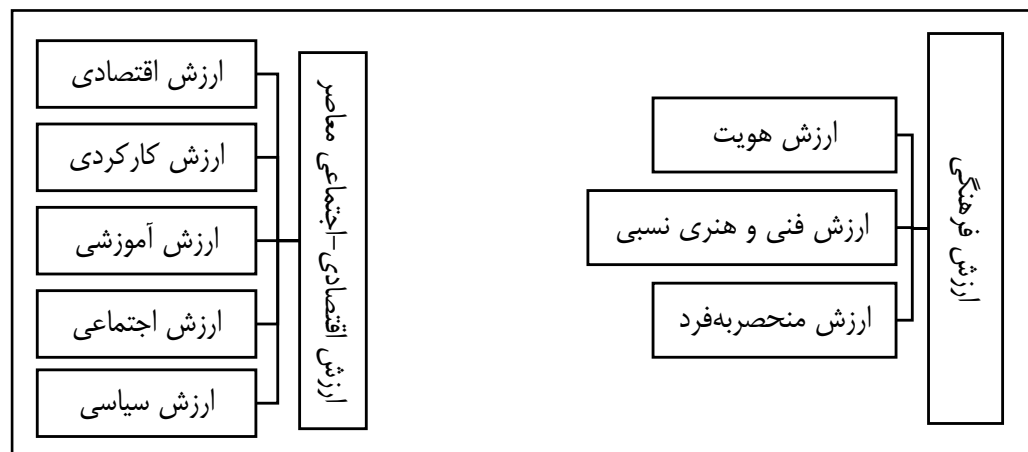 ارزش فرهنگی
ارزش هویت
ارزش فنی و هنری نسبی
ارزش منحصربه‌فرد
ارزش اقتصادی-اجتماعی معاصر
ارزش اقتصادی
ارزش کارکردی
ارزش آموزشی
ارزش اجتماعی
ارزش سیاسی